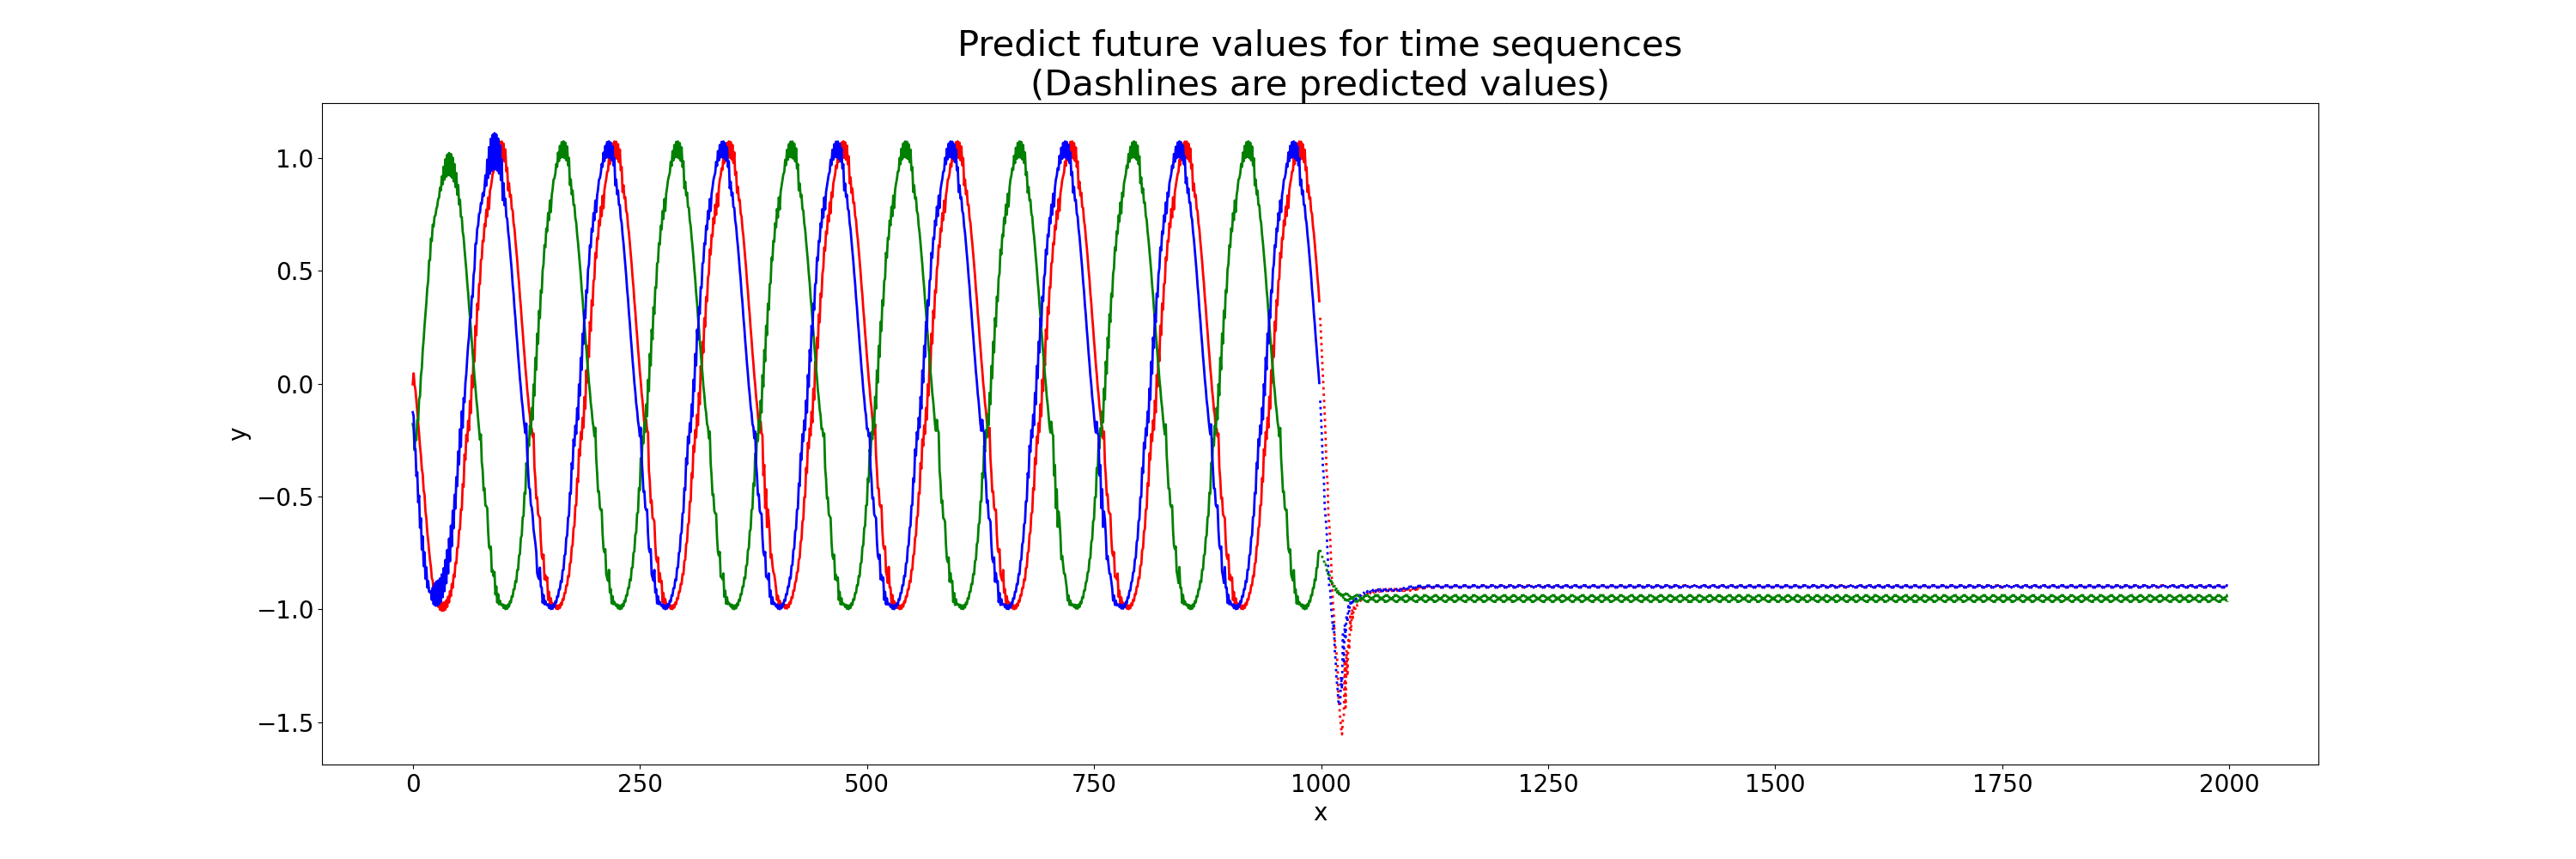 Predict future values for time sequences
(Dashlines are predicted values)
1.0
0.5
0.0
−0.5
−1.0
−1.5
y
0 250 500 750 1000 1250 1500 1750 2000
x